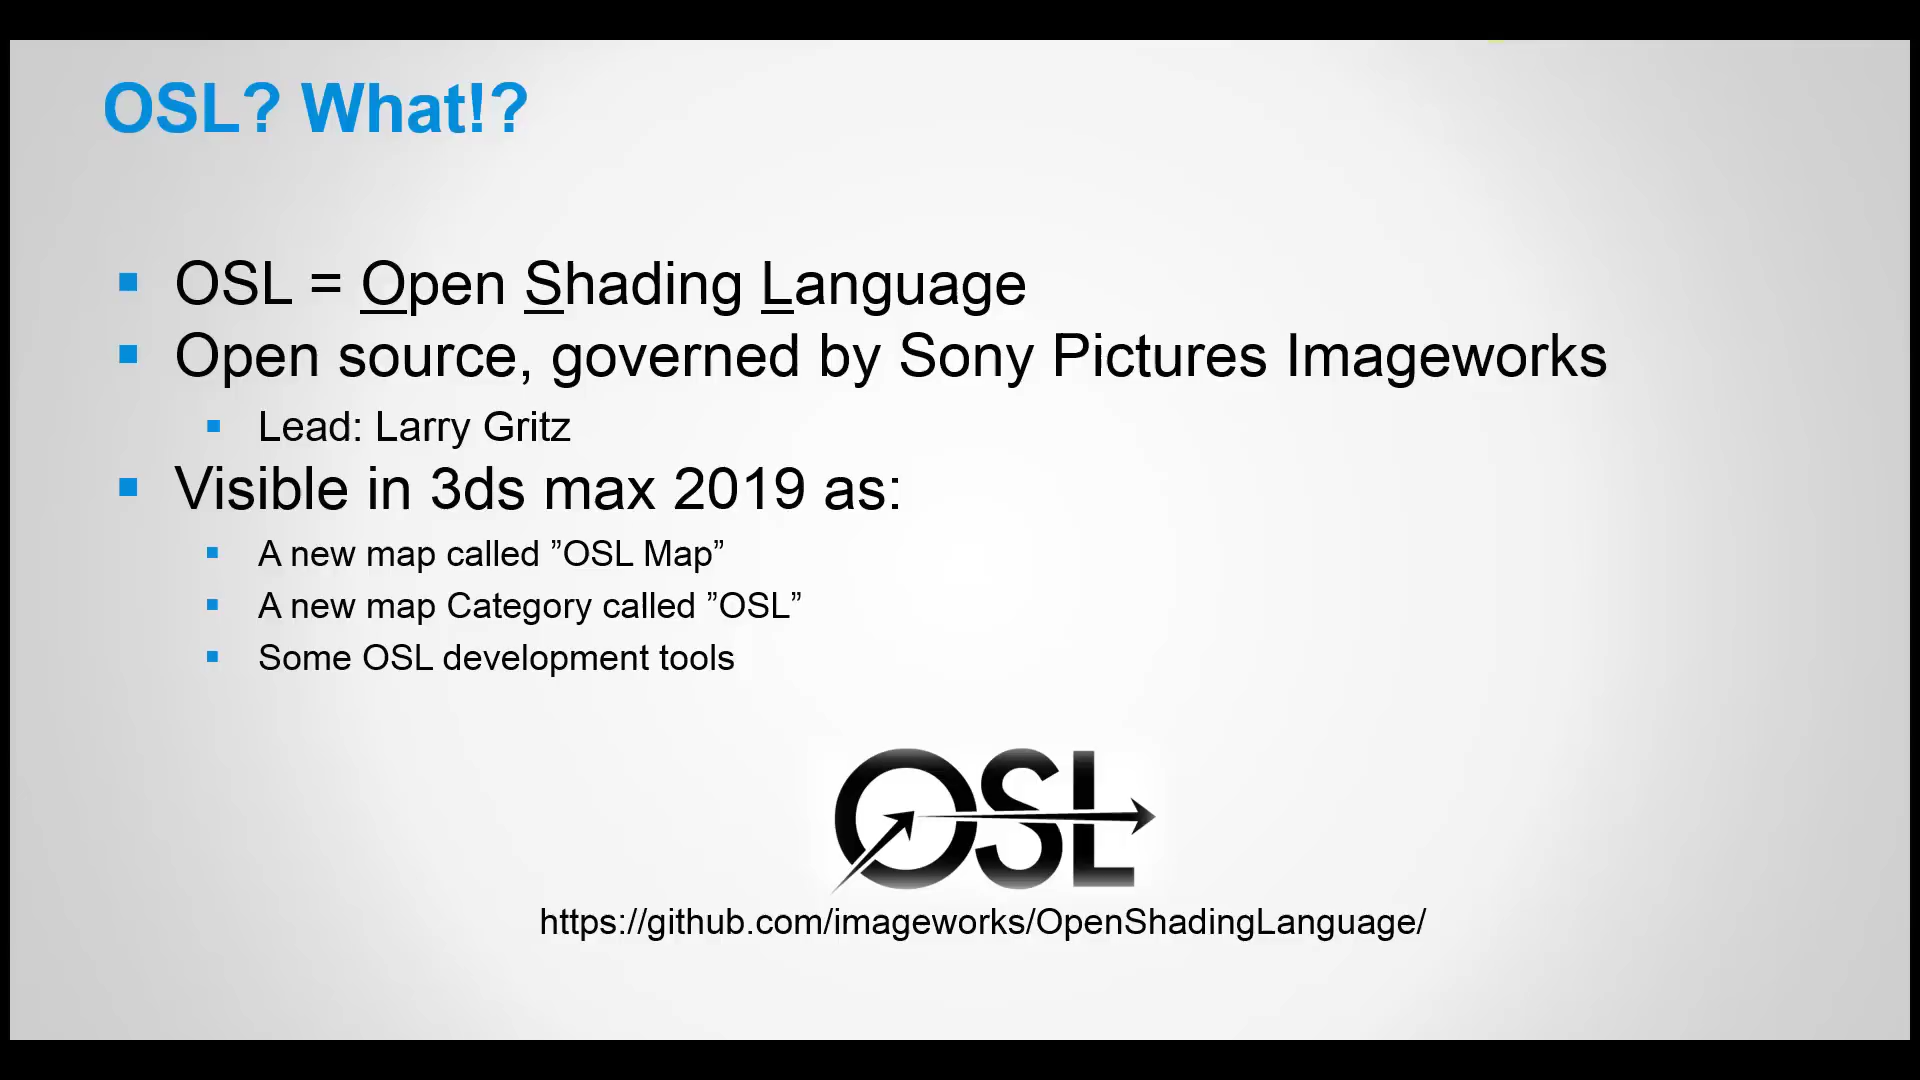 OSL? What!?
OSL = Open Shading Language
Open source, governed by Sony Pictures Imageworks
Lead: Larry Gritz
Visible in 3ds max 2019 as:
A new map called ”OSL Map”
A new map Category called ”OSL”
Some OSL development tools
OSL
https://github.com/imageworks/OpenShadingLanguage/